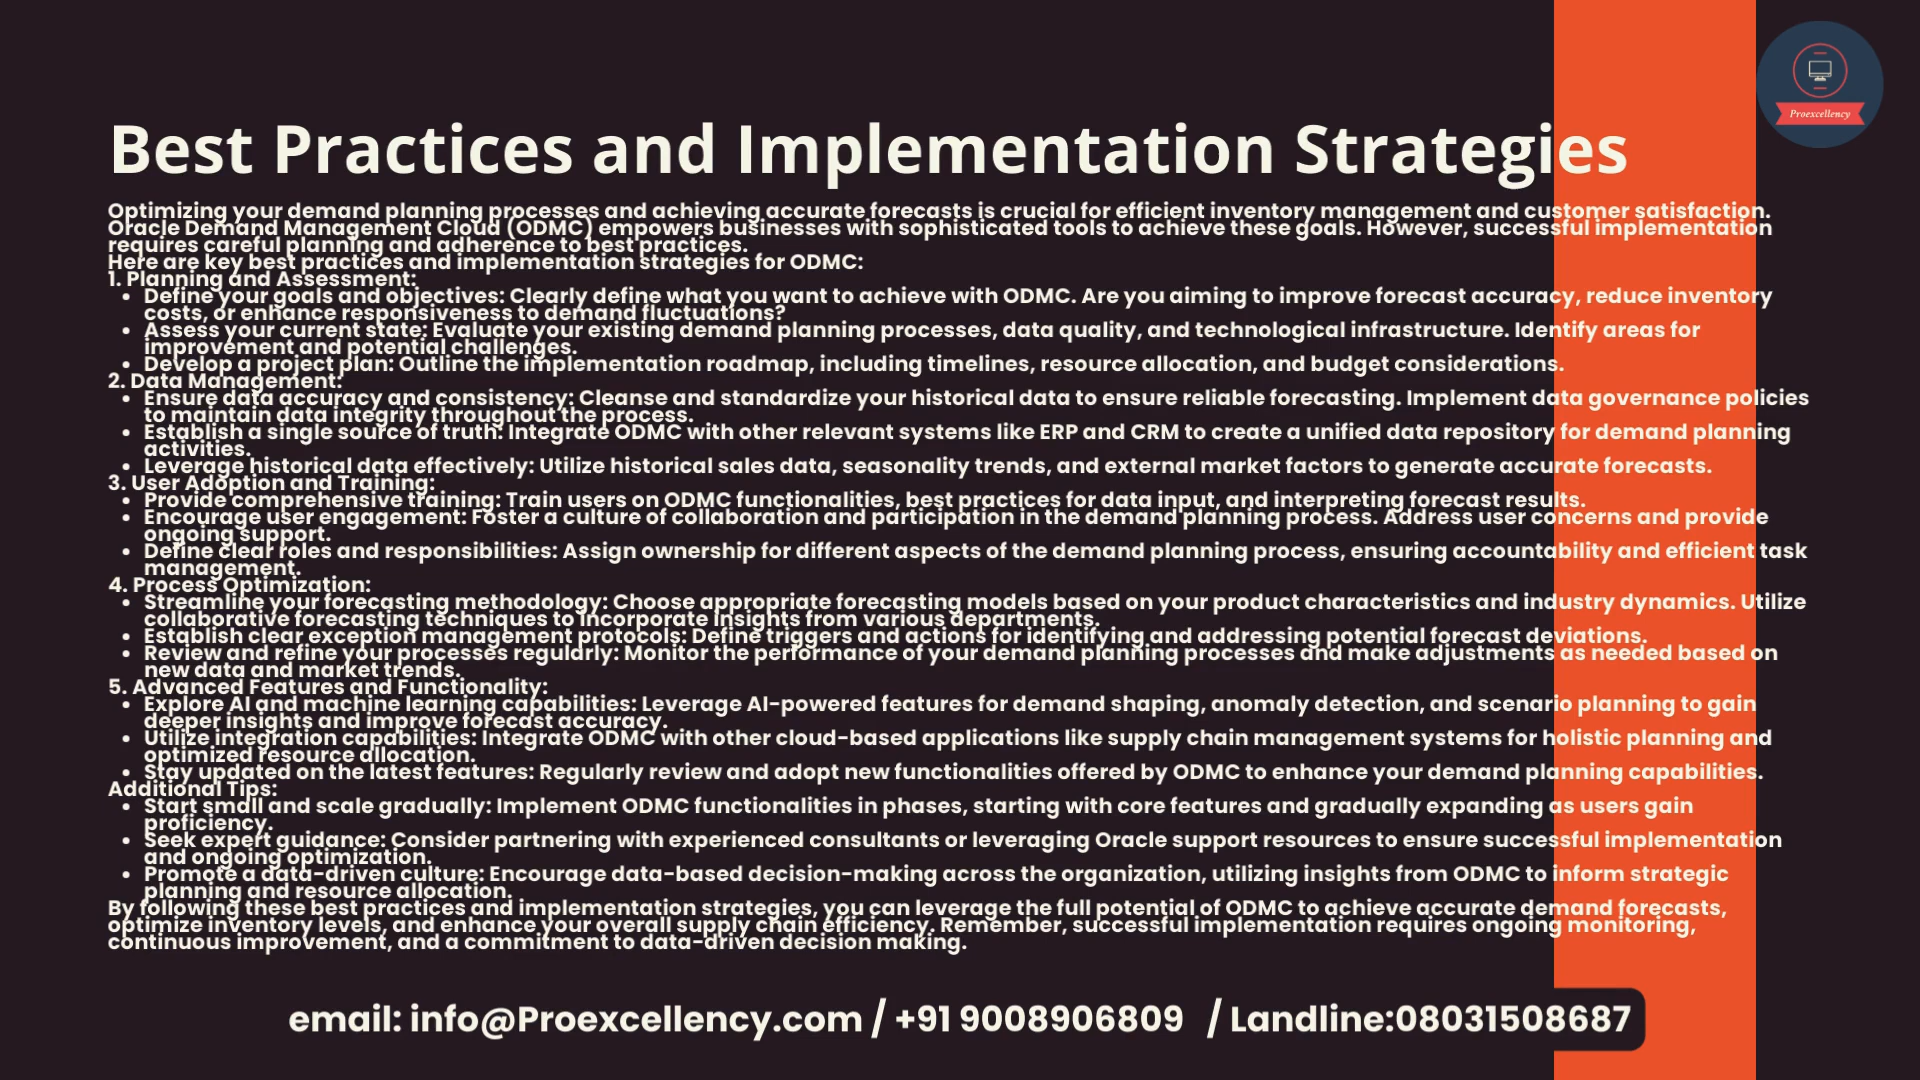 Proexcellency
Best Practices and Implementation Strategies
Optimizing your demand planning processes and achieving accurate forecasts is crucial for efficient inventory management and customer satisfaction.
Oracle Demand Management Cloud (ODMC) empowers businesses with sophisticated tools to achieve these goals. However, successful implementation
requires careful planning and adherence to best practices.
Here are key best practices and implementation strategies for ODMC:
1. Planning and Assessment:
• Define your goals and objectives: Clearly define what you want to achieve with ODMC. Are you aiming to improve forecast accuracy, reduce inventory
costs, or enhance responsiveness to demand fluctuations?
• Assess your current state: Evaluate your existing demand planning processes, data quality, and technological infrastructure. Identify areas for
improvement and potential challenges.
• Develop a project plan: Outline the implementation roadmap, including timelines, resource allocation, and budget considerations.
2. Data Management:
• Ensure data accuracy and consistency: Cleanse and standardize your historical data to ensure reliable forecasting. Implement data governance policies
to maintain data integrity throughout the process.
• Establish a single source of truth: Integrate ODMC with other relevant systems like ERP and CRM to create a unified data repository for demand planning
activities.
• Leverage historical data effectively: Utilize historical sales data, seasonality trends, and external market factors to generate accurate forecasts.
3. User Adoption and Training:
• Provide comprehensive training: Train users on ODMC functionalities, best practices for data input, and interpreting forecast results.
• Encourage user engagement: Foster a culture of collaboration and participation in the demand planning process. Address user concerns and provide
ongoing support.
• Define clear roles and responsibilities: Assign ownership for different aspects of the demand planning process, ensuring accountability and efficient task
management.
4. Process Optimization:
• Streamline your forecasting methodology: Choose appropriate forecasting models based on your product characteristics and industry dynamics. Utilize
collaborative forecasting techniques to incorporate insights from various departments.
• Establish clear exception management protocols: Define triggers and actions for identifying and addressing potential forecast deviations.
• Review and refine your processes regularly: Monitor the performance of your demand planning processes and make adjustments as needed based on
new data and market trends.
5. Advanced Features and Functionality:
• Explore AI and machine learning capabilities: Leverage AI-powered features for demand shaping, anomaly detection, and scenario planning to gain
deeper insights and improve forecast accuracy.
• Utilize integration capabilities: Integrate ODMC with other cloud-based applications like supply chain management systems for holistic planning and
optimized resource allocation.
• Stay updated on the latest features: Regularly review and adopt new functionalities offered by ODMC to enhance your demand planning capabilities.
Additional Tips:
• Start small and scale gradually: Implement ODMC functionalities in phases, starting with core features and gradually expanding as users gain
proficiency.
• Seek expert guidance: Consider partnering with experienced consultants or leveraging Oracle support resources to ensure successful implementation
and ongoing optimization.
• Promote a data-driven culture: Encourage data-based decision-making across the organization, utilizing insights from ODMC to inform strategic
planning and resource allocation.
By following these best practices and implementation strategies, you can leverage the full potential of ODMC to achieve accurate demand forecasts,
optimize inventory levels, and enhance your overall supply chain efficiency. Remember, successful implementation requires ongoing monitoring,
continuous improvement, and a commitment to data-driven decision making.
email: info@Proexcellency.com / +91 9008906809 / Landline:08031508687